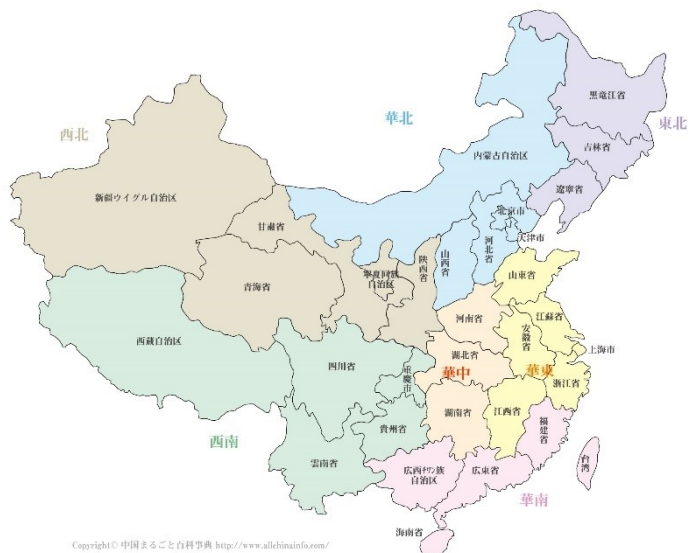 黒竜江省
華北
東北
西北
吉林省
内蒙古自治区
遼寧省
新疆ウイグル自治区
北京市
甘粛省
天津市
河北省
山西省
陝西省
寧夏回族
自治区
山東省
青海省
河南省
江蘇省
安徽省
西蔵自治区
上海市
湖北省
四川省
重慶市
華中
華東
浙江省
湖南省
江西省
貴州省
福建省
西南
雲南省
広西チワン族
自治区
広東省
台湾
華南
海南省
Copyright© 中国まるごと百科事典 http://www.allchinainfo.com/